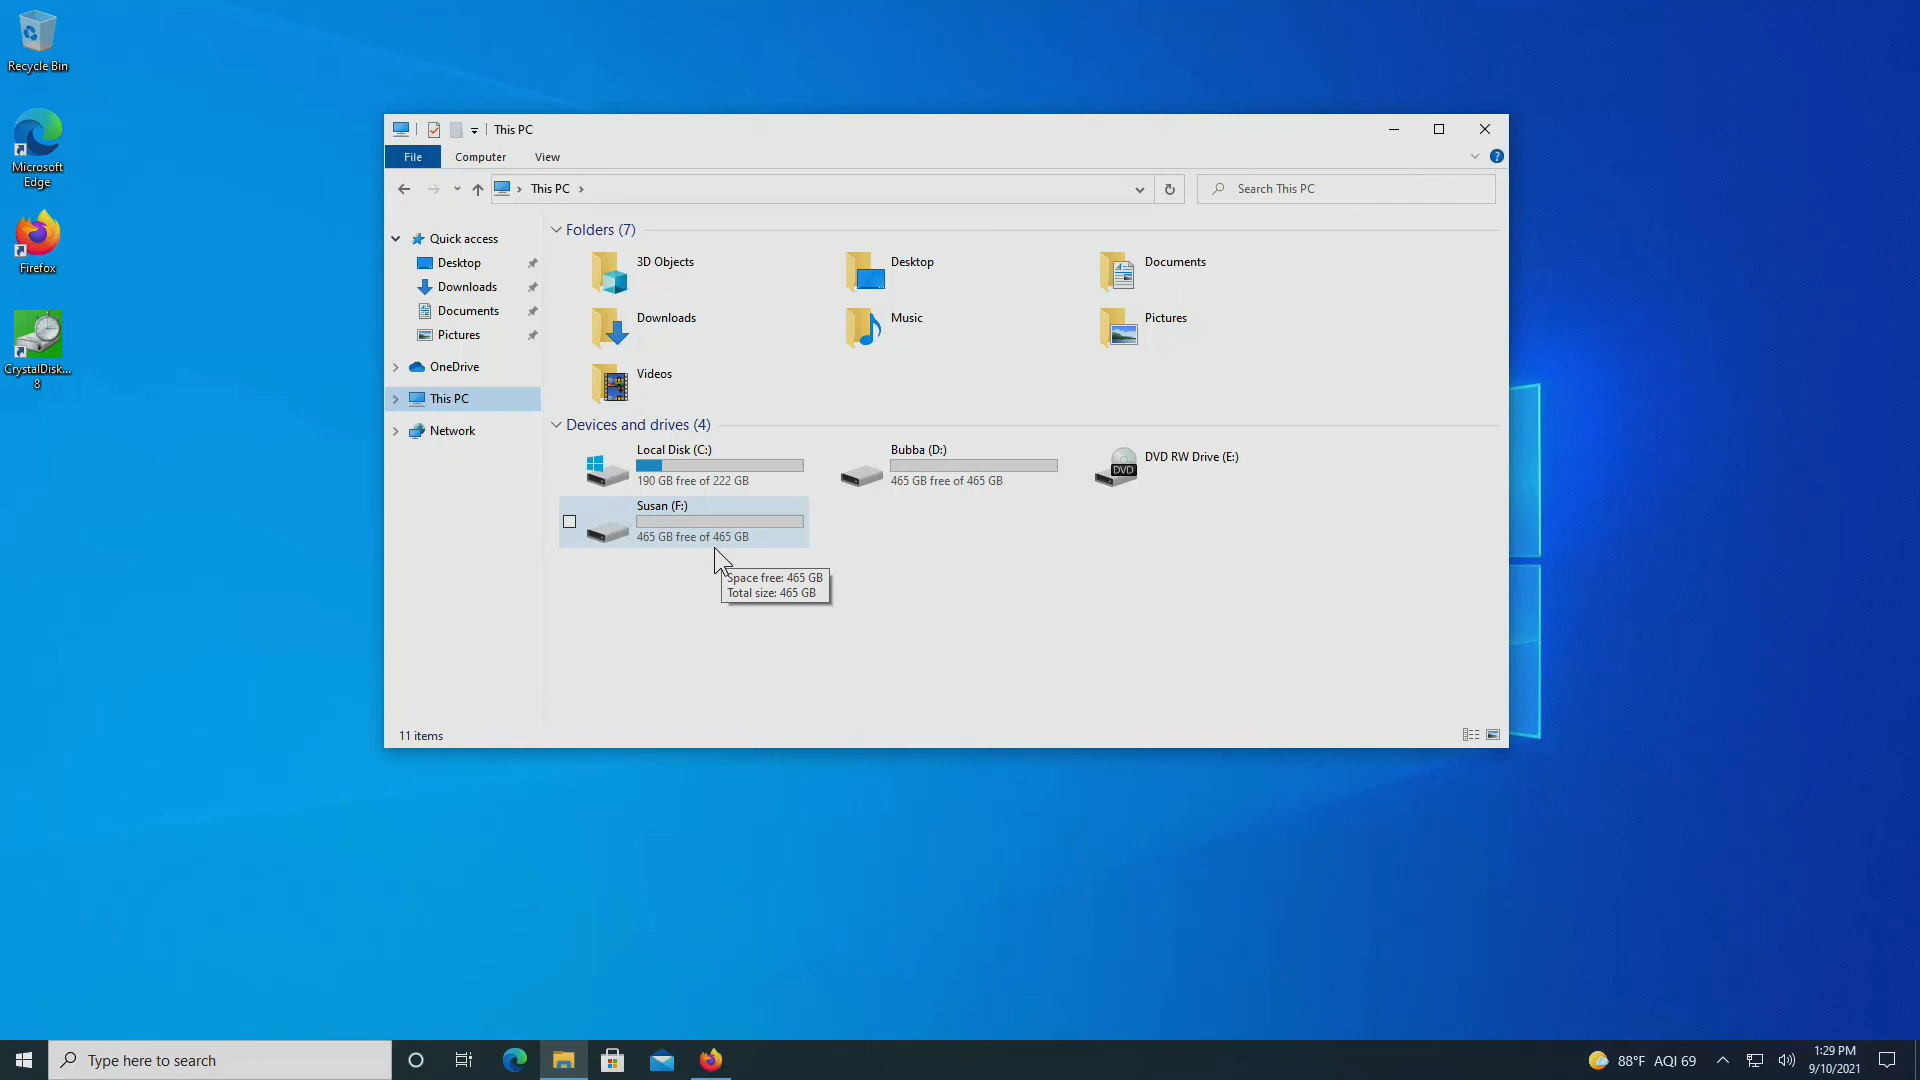 Recycle Bin
Microsoft
Edge
Firefox
CrystalDisk...
8
This PC
File
Computer
View
This PC
Search This PC
Quick access
Desktop
Downloads
Documents
Pictures
OneDrive
This PC
Network
Folders (7)
3D Objects
Desktop
Documents
Downloads
Music
Pictures
Videos
Devices and drives (4)
Local Disk (C:)
190 GB free of 222 GB
Bubba (D:)
465 GB free of 465 GB
DVD
DVD RW Drive (E:)
Susan (F:)
465 GB free of 465 GB
Space free: 465 GB
Total size: 465 GB
11 items
Type here to search
88°F AQI 69
1:29 PM
9/10/2021